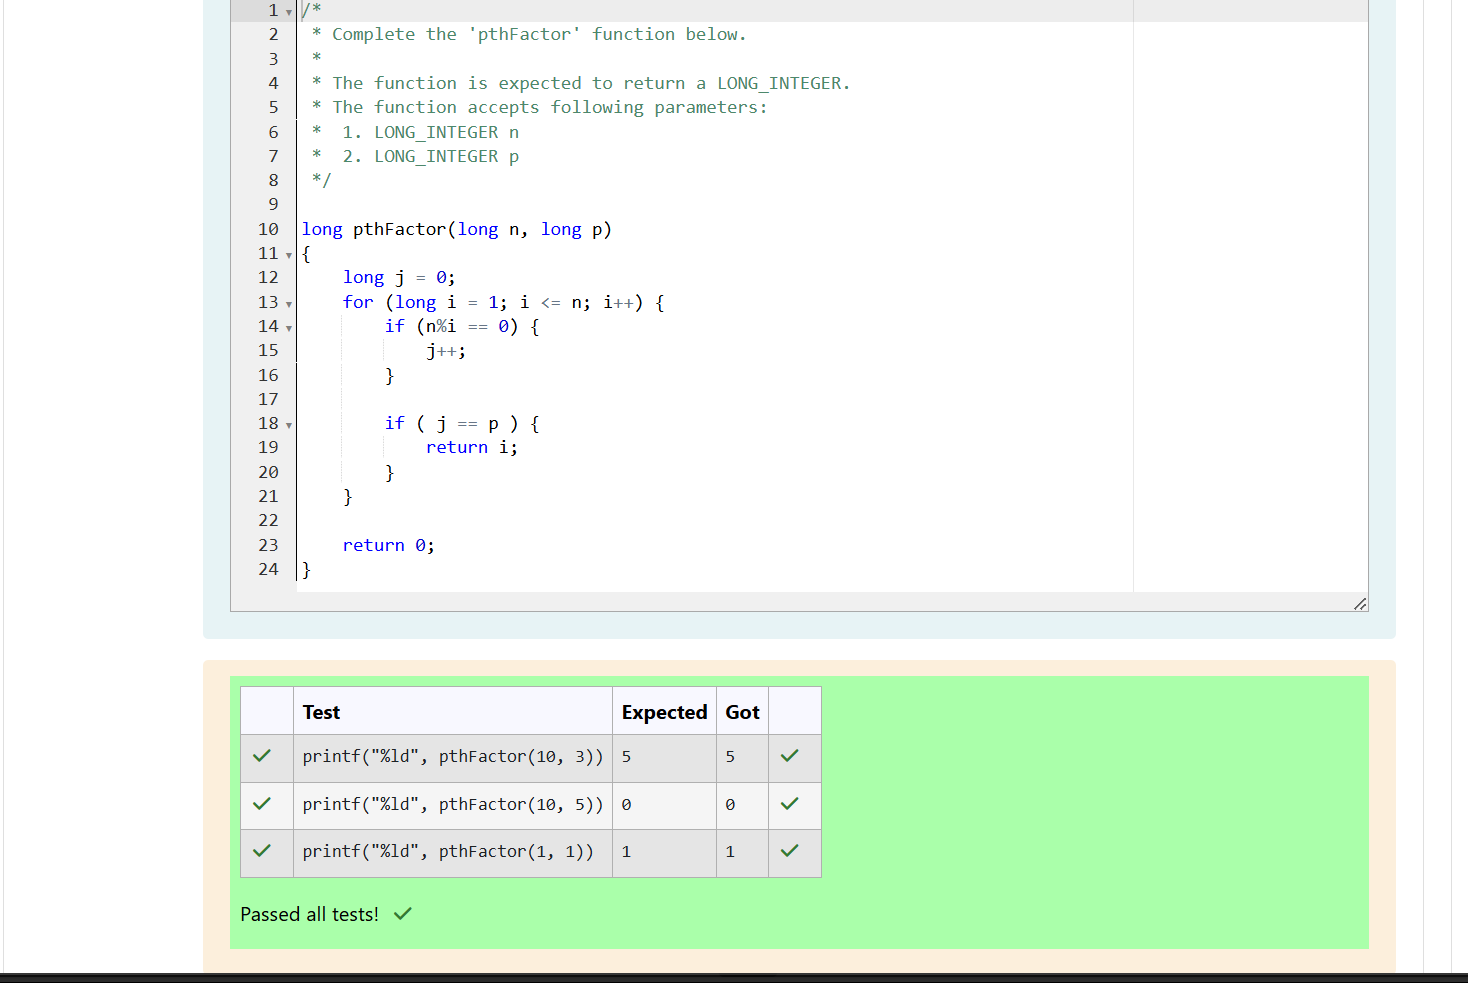 1 /*
2  * Complete the 'pthFactor' function below.
3  *
4  * The function is expected to return a LONG_INTEGER.
5  * The function accepts following parameters:
6  *  1. LONG_INTEGER n
7  *  2. LONG_INTEGER p
8  */
9
10 long pthFactor(long n, long p)
11 {
12     long j = 0;
13     for (long i = 1; i <= n; i++) {
14         if (n%i == 0) {
15             j++;
16         }
17
18         if ( j == p ) {
19             return i;
20         }
21     }
22
23     return 0;
24 }
Test Expected Got
printf("%ld", pthFactor(10, 3)) 5 5
printf("%ld", pthFactor(10, 5)) 0 0
printf("%ld", pthFactor(1, 1)) 1 1
Passed all tests!